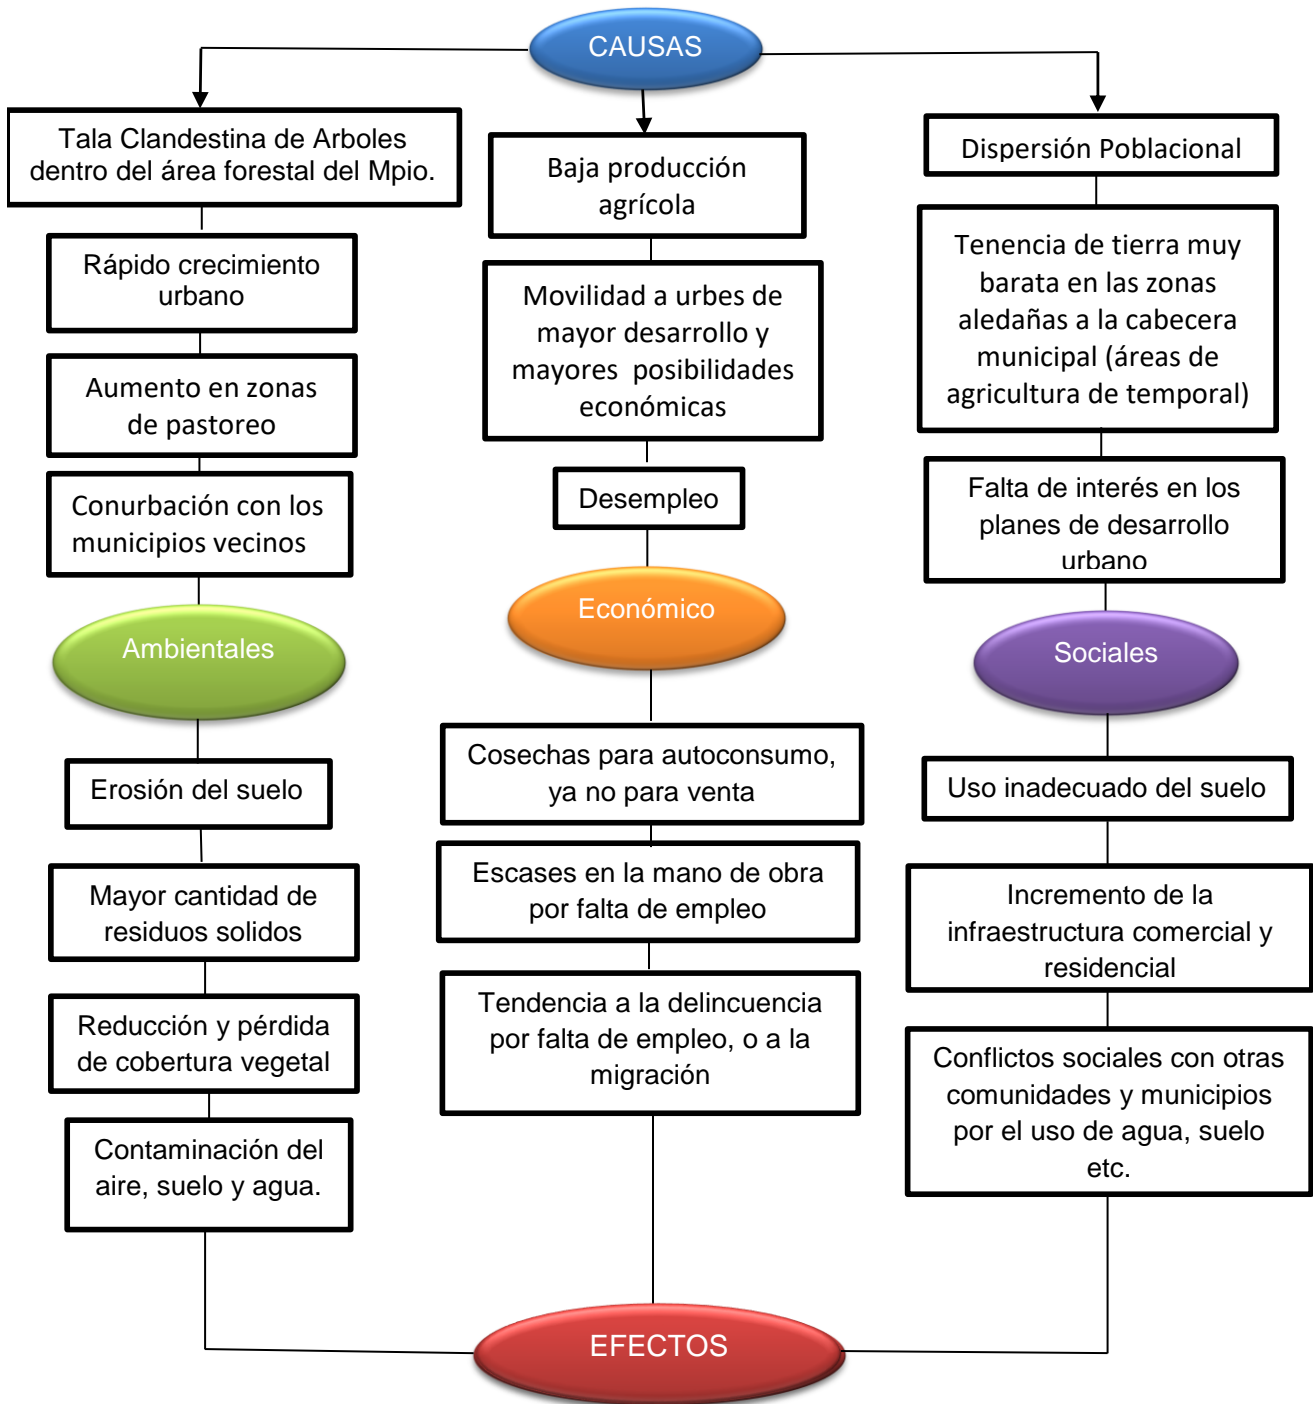 CAUSAS
Tala Clandestina de Arboles
dentro del área forestal del Mpio.
Rápido crecimiento
urbano
Aumento en zonas
de pastoreo
Conurbación con los
municipios vecinos
Ambientales
Erosión del suelo
Mayor cantidad de
residuos solidos
Reducción y pérdida
de cobertura vegetal
Contaminación del
aire, suelo y agua.
Baja producción
agrícola
Movilidad a urbes de
mayor desarrollo y
mayores posibilidades
económicas
Desempleo
Económico
Cosechas para autoconsumo,
ya no para venta
Escases en la mano de obra
por falta de empleo
Tendencia a la delincuencia
por falta de empleo, o a la
migración
Dispersión Poblacional
Tenencia de tierra muy
barata en las zonas
aledañas a la cabecera
municipal (áreas de
agricultura de temporal)
Falta de interés en los
planes de desarrollo
urbano
Sociales
Uso inadecuado del suelo
Incremento de la
infraestructura comercial y
residencial
Conflictos sociales con otras
comunidades y municipios
por el uso de agua, suelo
etc.
EFECTOS